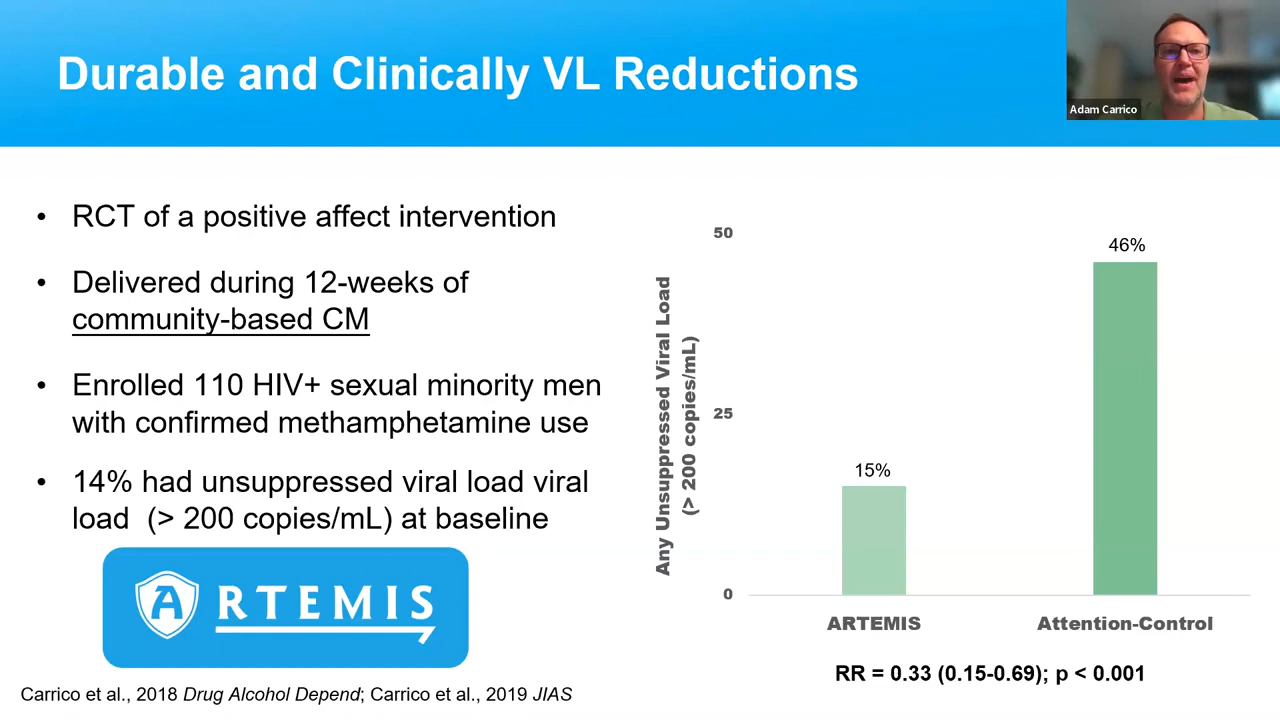 Durable and Clinically VL Reductions
Adam Carrico
• RCT of a positive affect intervention
• Delivered during 12-weeks of
community-based CM
• Enrolled 110 HIV+ sexual minority men
with confirmed methamphetamine use
• 14% had unsuppressed viral load viral
load (> 200 copies/mL) at baseline
ARTEMIS
Carrico et al., 2018 Drug Alcohol Depend; Carrico et al., 2019 JIAS
Any Unsuppressed Viral Load
(> 200 copies/mL)
50
25
0
15%
46%
ARTEMIS
Attention-Control
RR = 0.33 (0.15-0.69); p < 0.001